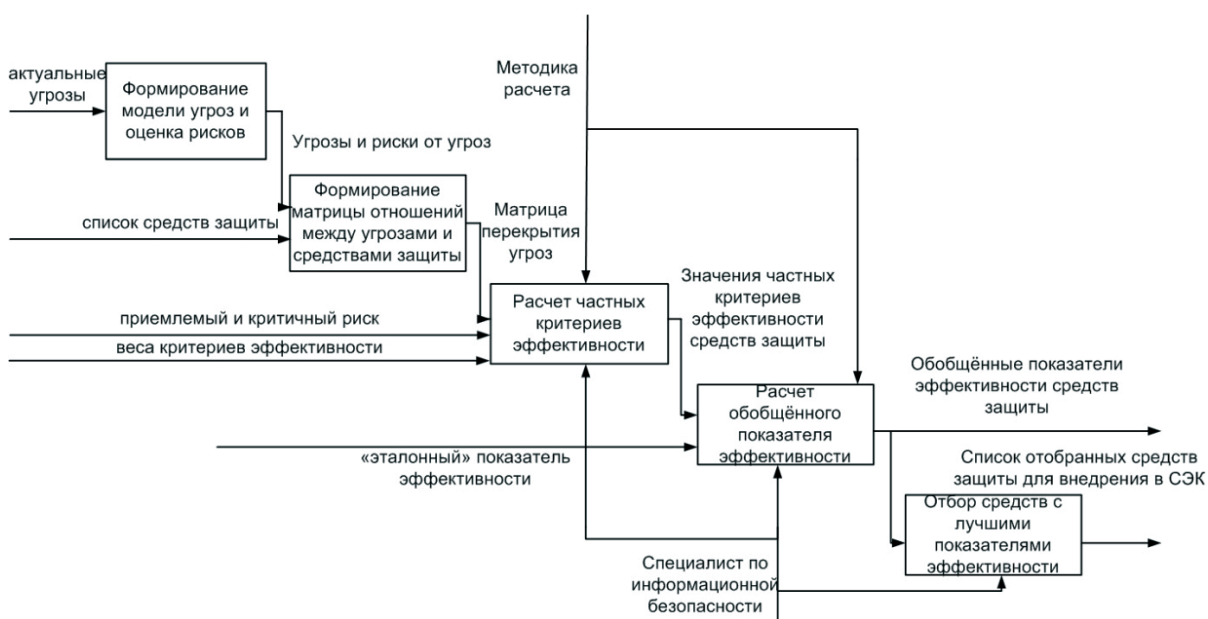 актуальные
угрозы
Формирование
модели угроз и
оценка рисков
Методика
расчета
Угрозы и риски от угроз
список средств защиты
Формирование
матрицы отношений
между угрозами и
средствами защиты
Матрица
перекрытия
угроз
приемлемый и критичный риск
веса критериев эффективности
Расчет частных
критериев
эффективности
Значения частных
критериев
эффективности
средств защиты
«эталонный» показатель
эффективности
Расчет
обобщённого
показателя
эффективности
Обобщённые показатели
эффективности средств
защиты
Список отобранных средств
защиты для внедрения в СЭК
Отбор средств с
лучшими
показателями
эффективности
Специалист по
информационной
безопасности